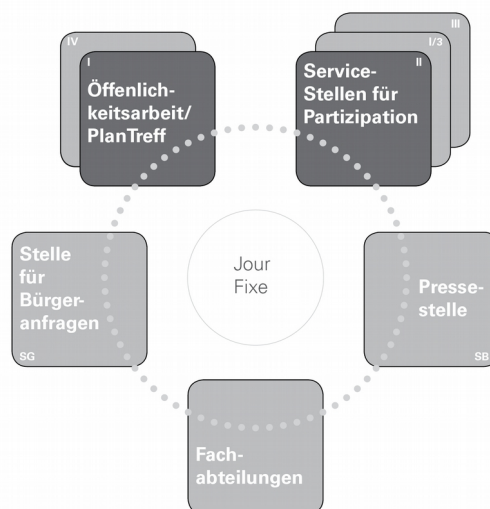 IV
I
Öffenlich-
keitsarbeit/
PlanTreff
III
I/3
II
Service-
Stellen für
Partizipation
Stelle
für
Bürger-
anfragen
SG
Jour
Fixe
Presse-
stelle
SB
Fach-
abteilungen